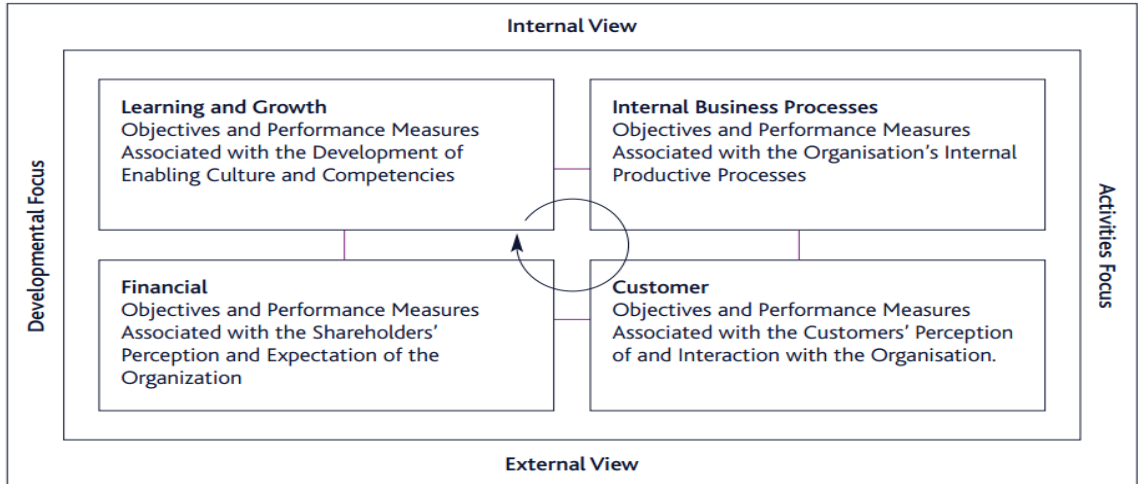 Internal View
Developmental Focus
Learning and Growth
Objectives and Performance Measures
Associated with the Development of
Enabling Culture and Competencies
Internal Business Processes
Objectives and Performance Measures
Associated with the Organisation's Internal
Productive Processes
Financial
Objectives and Performance Measures
Associated with the Shareholders'
Perception and Expectation of the
Organization
Customer
Objectives and Performance Measures
Associated with the Customers' Perception
of and Interaction with the Organisation.
Activities Focus
External View